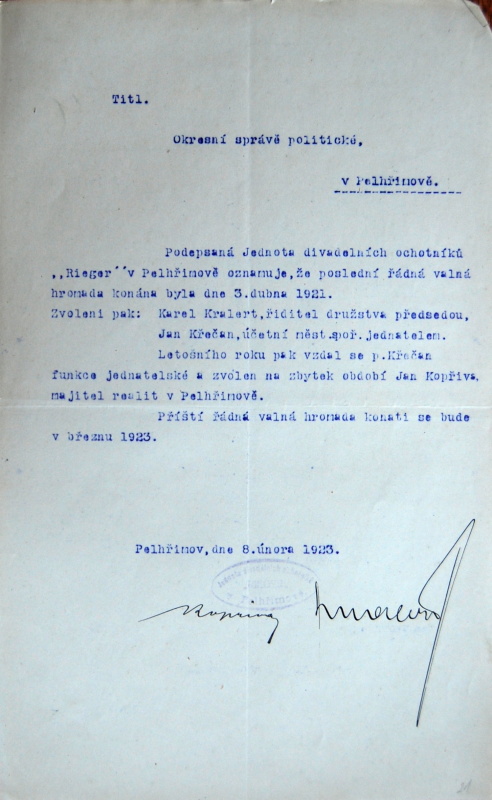 Titl.
Okresní správě politické,
v Pelhřimově.
Podepsaná Jednota divadelních ochotníků
,,Rieger´´v Pelhřimově oznamuje,že poslední řádná valná
hromada konána byla dne 3.dubna 1921.
Zvoleni pak: Karel Kralert,řiditel družstva předsedou,
Jan Křečan,účetní měst.spoř.jednatelem.
Letošního roku pak vzdal se p.Křečan
funkce jednatelské a zvolen na zbytek období Jan Kopřiva,
majitel realit v Pelhřimově.
Příští řádná valná hromada konati se bude
v březnu 1923.
Pelhřimov,dne 8.února 1923.
v Pelhřimově
Kopřiva